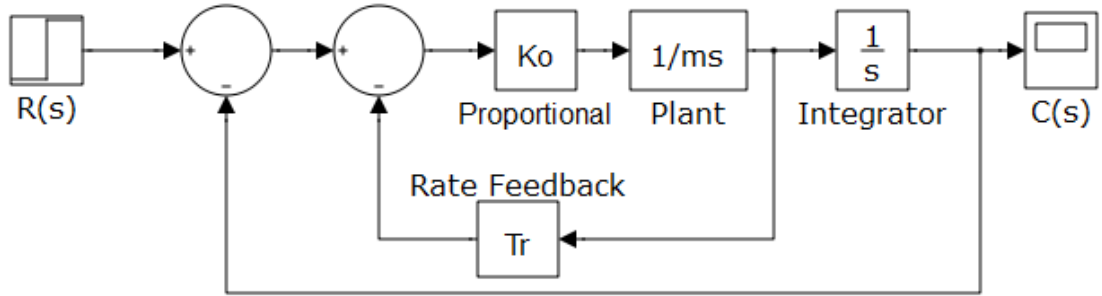 R(s)
+
−
+
−
Ko
Proportional
1/ms
Plant
1
s
Integrator
C(s)
Rate Feedback
Tr